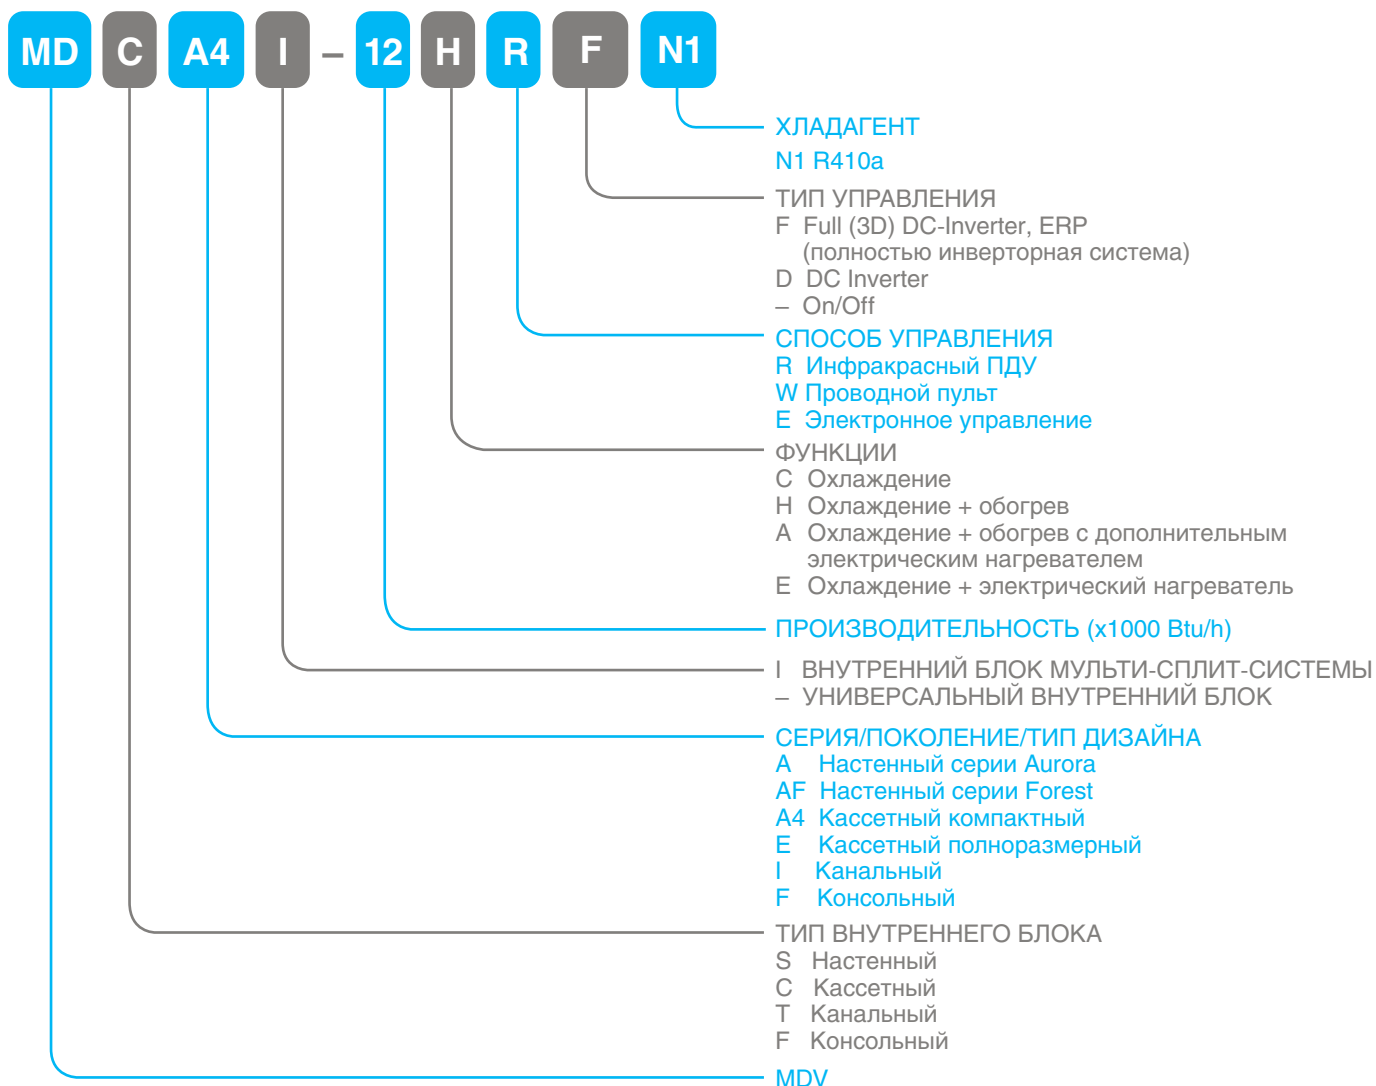 MD C A4 I – 12 H R F N1
ХЛАДАГЕНТ
N1 R410a
ТИП УПРАВЛЕНИЯ
F Full (3D) DC-Inverter, ERP
(полностью инверторная система)
D DC Inverter
– On/Off
СПОСОБ УПРАВЛЕНИЯ
R Инфракрасный ПДУ
W Проводной пульт
E Электронное управление
ФУНКЦИИ
C Охлаждение
H Охлаждение + обогрев
A Охлаждение + обогрев с дополнительным
электрическим нагревателем
E Охлаждение + электрический нагреватель
ПРОИЗВОДИТЕЛЬНОСТЬ (x1000 Btu/h)
I ВНУТРЕННИЙ БЛОК МУЛЬТИ-СПЛИТ-СИСТЕМЫ
– УНИВЕРСАЛЬНЫЙ ВНУТРЕННИЙ БЛОК
СЕРИЯ/ПОКОЛЕНИЕ/ТИП ДИЗАЙНА
A Настенный серии Aurora
AF Настенный серии Forest
A4 Кассетный компактный
E Кассетный полноразмерный
I Канальный
F Консольный
ТИП ВНУТРЕННЕГО БЛОКА
S Настенный
C Кассетный
T Канальный
F Консольный
MDV